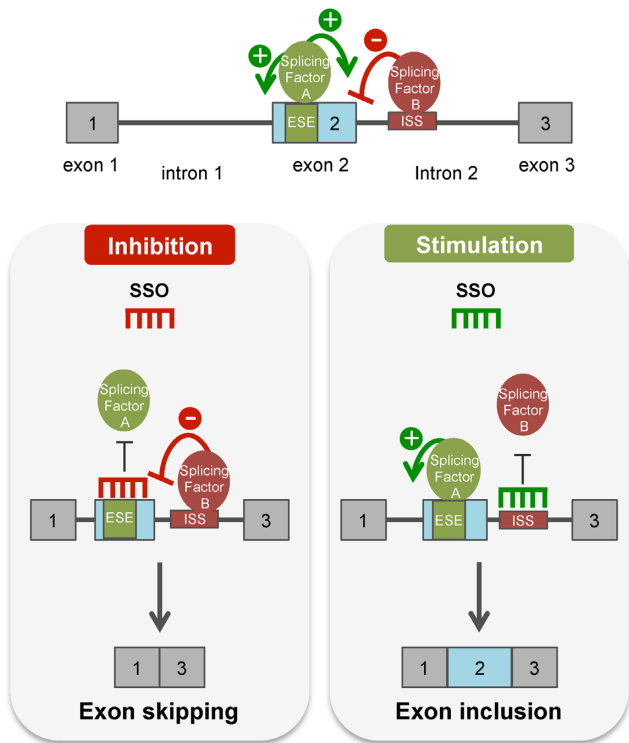 +
+
−
Splicing
Factor
A
Splicing
Factor
B
1
ESE
2
ISS
3
exon 1
intron 1
exon 2
Intron 2
exon 3
Inhibition
SSO
Splicing
Factor
A
−
Splicing
Factor
B
1
ESE
ISS
3
1
3
Exon skipping
Stimulation
SSO
Splicing
Factor
B
+
Splicing
Factor
A
1
ESE
ISS
3
1
2
3
Exon inclusion